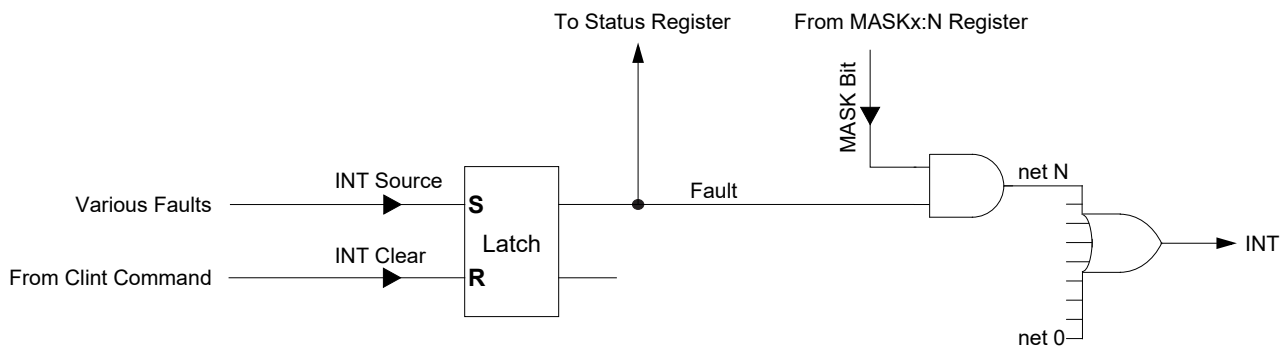 To Status Register
From MASKx:N Register
MASK Bit
INT Source
Various Faults
S
Fault
net N
Latch
INT
INT Clear
From Clint Command
R
net 0